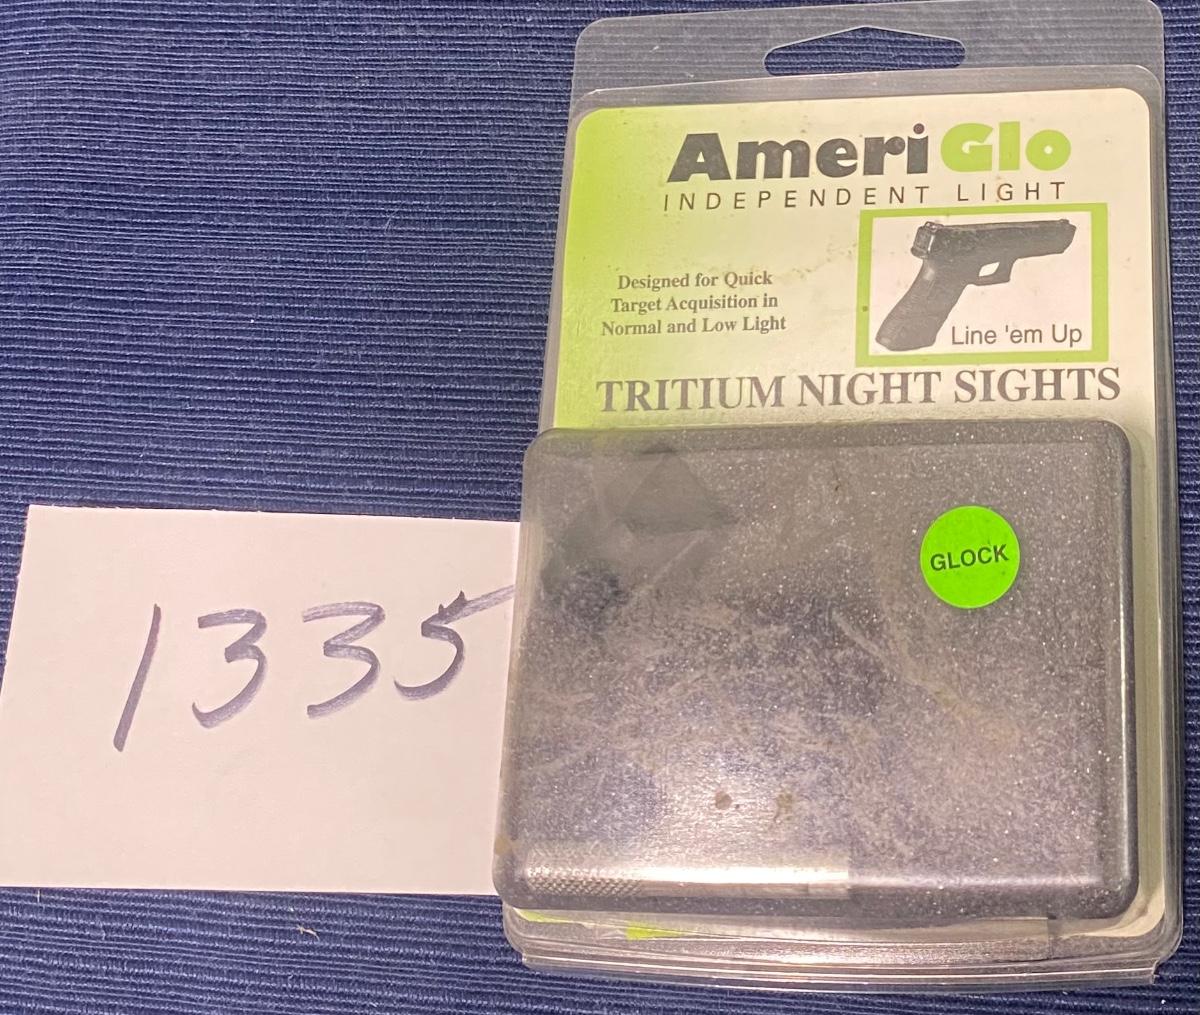 AmeriGlo
INDEPENDENT LIGHT
Designed for Quick
Target Acquisition in
Normal and Low Light
Line 'em Up
TRITIUM NIGHT SIGHTS
GLOCK
1335